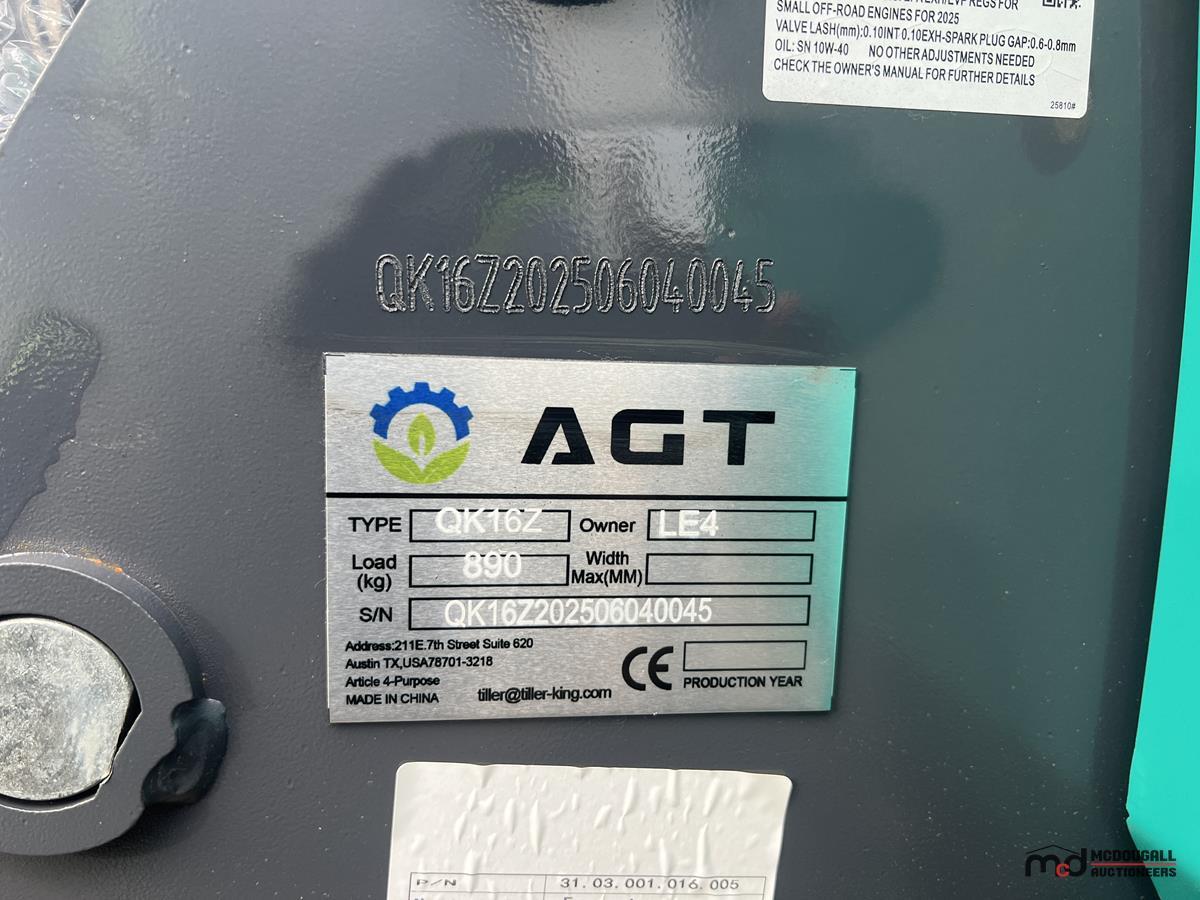 SMALL OFF-ROAD ENGINES FOR 2025
VALVE LASH(mm):0.10INT 0.10EXH-SPARK PLUG GAP:0.6-0.8mm
OIL: SN 10W-40 NO OTHER ADJUSTMENTS NEEDED
CHECK THE OWNER'S MANUAL FOR FURTHER DETAILS
25810#
QK16Z202506040045
AGT
TYPE QK16Z Owner LE4
Load (kg) 890 Width Max(MM)
S/N QK16Z202506040045
Address:211E.7th Street Suite 620
Austin TX,USA78701-3218
Article 4-Purpose
MADE IN CHINA tiller@tiller-king.com
CE PRODUCTION YEAR
P/N 31.03.001.016.005
mcd MCDOUGALL
AUCTIONEERS